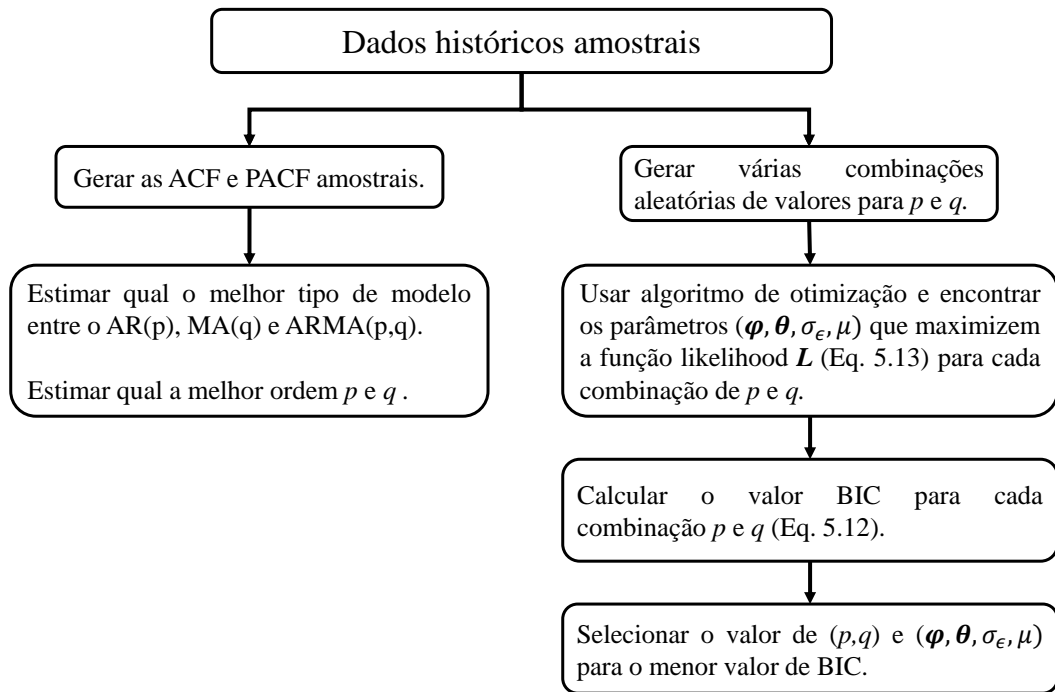 Dados históricos amostrais
Gerar as ACF e PACF amostrais.
Estimar qual o melhor tipo de modelo
entre o AR(p), MA(q) e ARMA(p,q).
Estimar qual a melhor ordem p e q .
Gerar várias combinações
aleatórias de valores para p e q.
Usar algoritmo de otimização e encontrar
os parâmetros (𝝋, 𝜽, σ_ϵ, μ) que maximizem
a função likelihood L (Eq. 5.13) para cada
combinação de p e q.
Calcular o valor BIC para cada
combinação p e q (Eq. 5.12).
Selecionar o valor de (p,q) e (𝝋, 𝜽, σ_ϵ, μ)
para o menor valor de BIC.